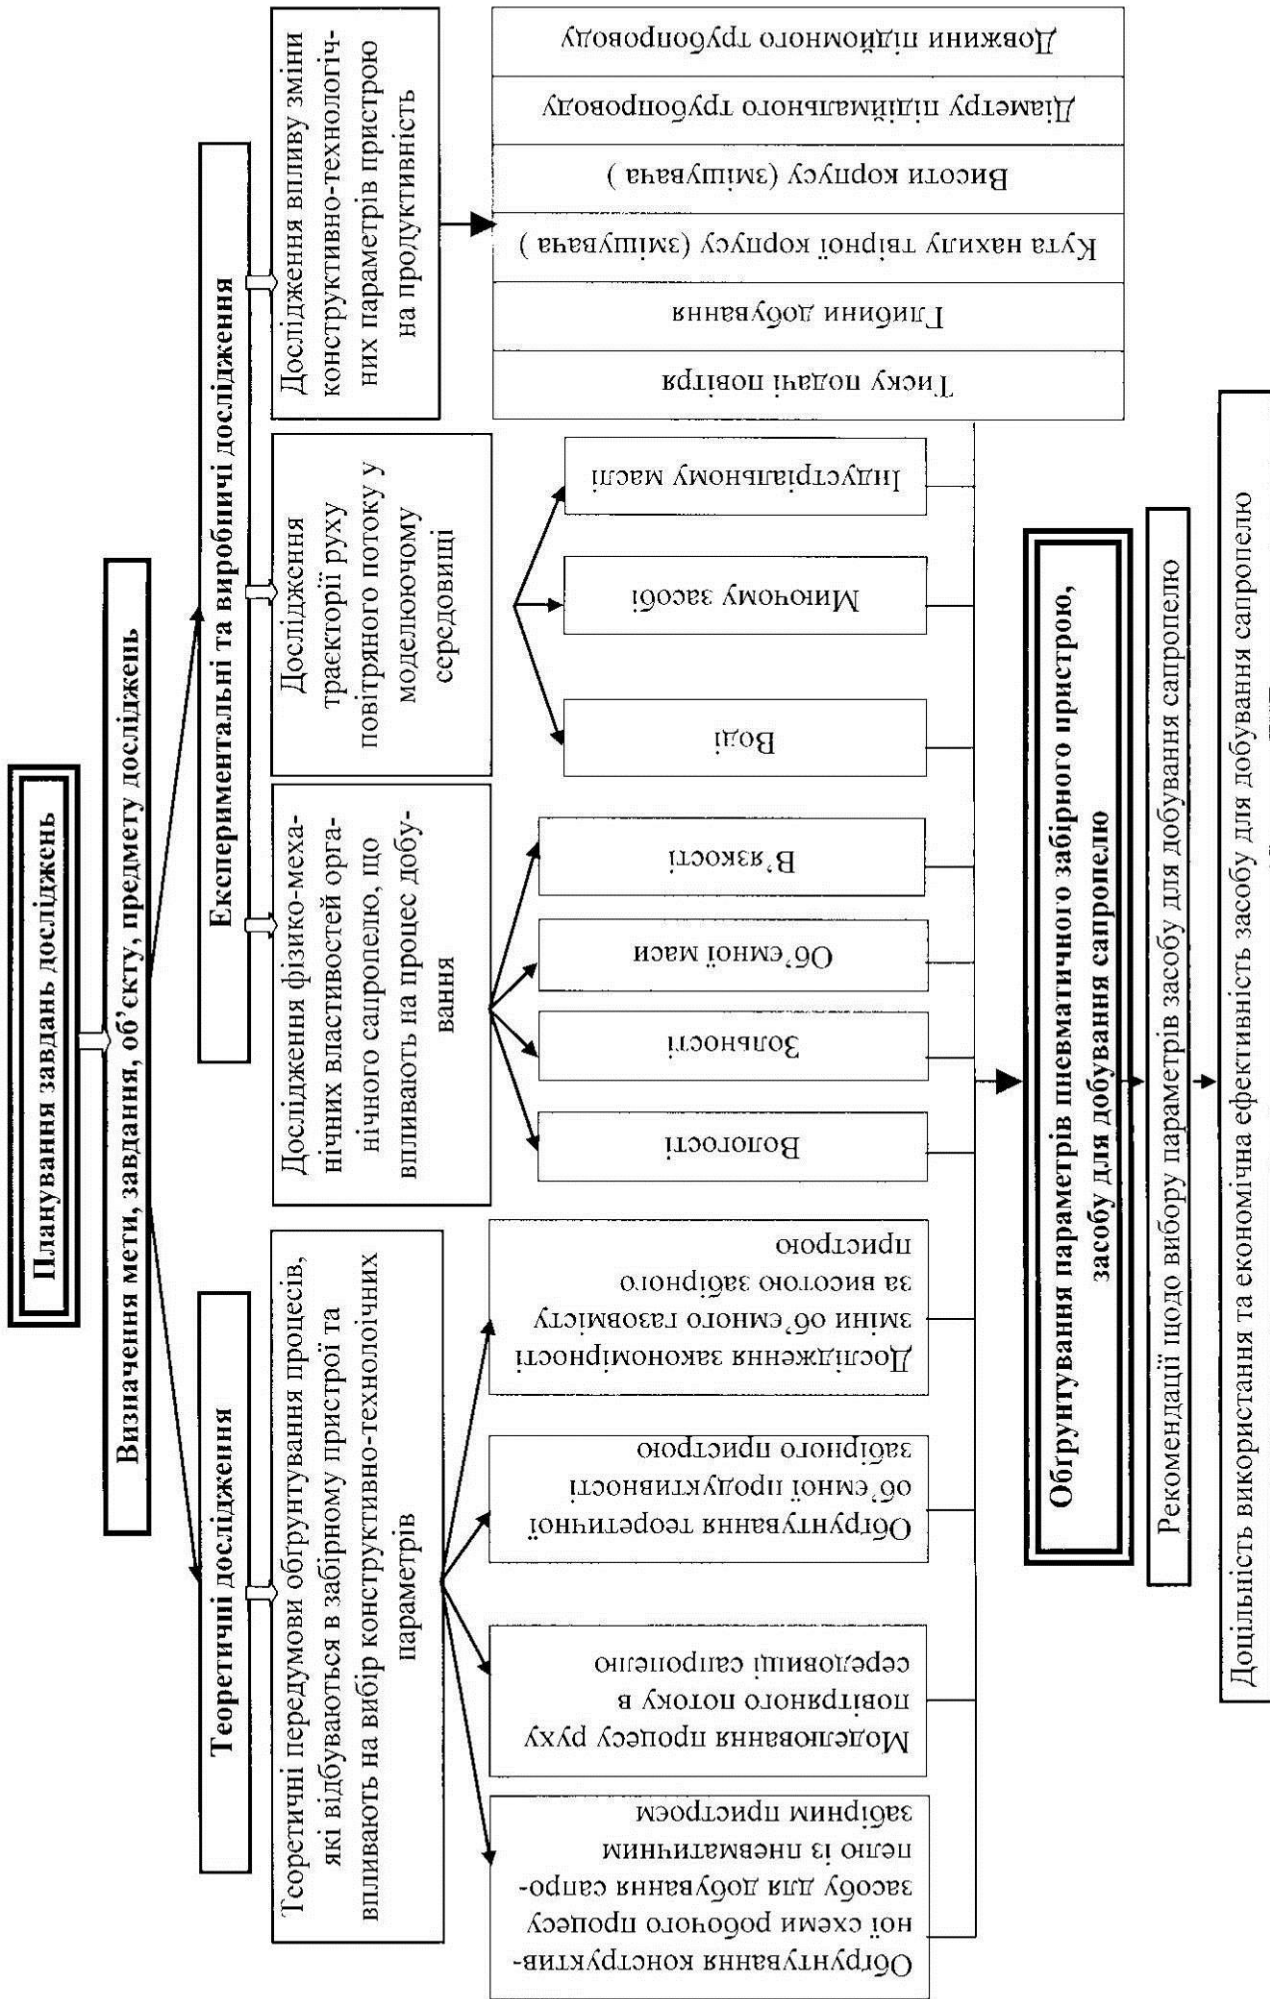 Планування завдань досліджень
Визначення мети, завдання, об’єкту, предмету досліджень
Теоретичні дослідження
Експериментальні та виробничі дослідження
Теоретичні передумови обґрунтування процесів,
які відбуваються в забірному пристрої та
впливають на вибір конструктивно-технолоічних
параметрів
Дослідження фізико-меха-
нічних властивостей орга-
нічного сапропелю, що
впливають на процес добу-
вання
Дослідження
траєкторії руху
повітряного потоку у
моделюючому
середовищі
Дослідження впливу зміни
конструктивно-технологіч-
них параметрів пристрою
на продуктивність
Обґрунтування конструктив-
ної схеми робочого процесу
засобу для добування сапро-
пелю із пневматичним
забірним пристроєм
Моделювання процесу руху
повітряного потоку в
середовищі сапропелю
Обґрунтування теоретичної
об’ємної продуктивності
забірного пристрою
Дослідження закономірності
зміни об’ємного газовмісту
за висотою забірного
пристрою
Вологості
Зольності
Об’ємної маси
В’язкості
Воді
Миючому засобі
Індустріальному маслі
Тиску подачі повітря
Глибини добування
Кута нахилу твірної корпусу (змішувача )
Висоти корпусу (змішувача )
Діаметру підіймального трубопроводу
Довжини підйомного трубопроводу
Обґрунтування параметрів пневматичного забірного пристрою,
засобу для добування сапропелю
Рекомендації щодо вибору параметрів засобу для добування сапропелю
Доцільність використання та економічна ефективність засобу для добування сапропелю